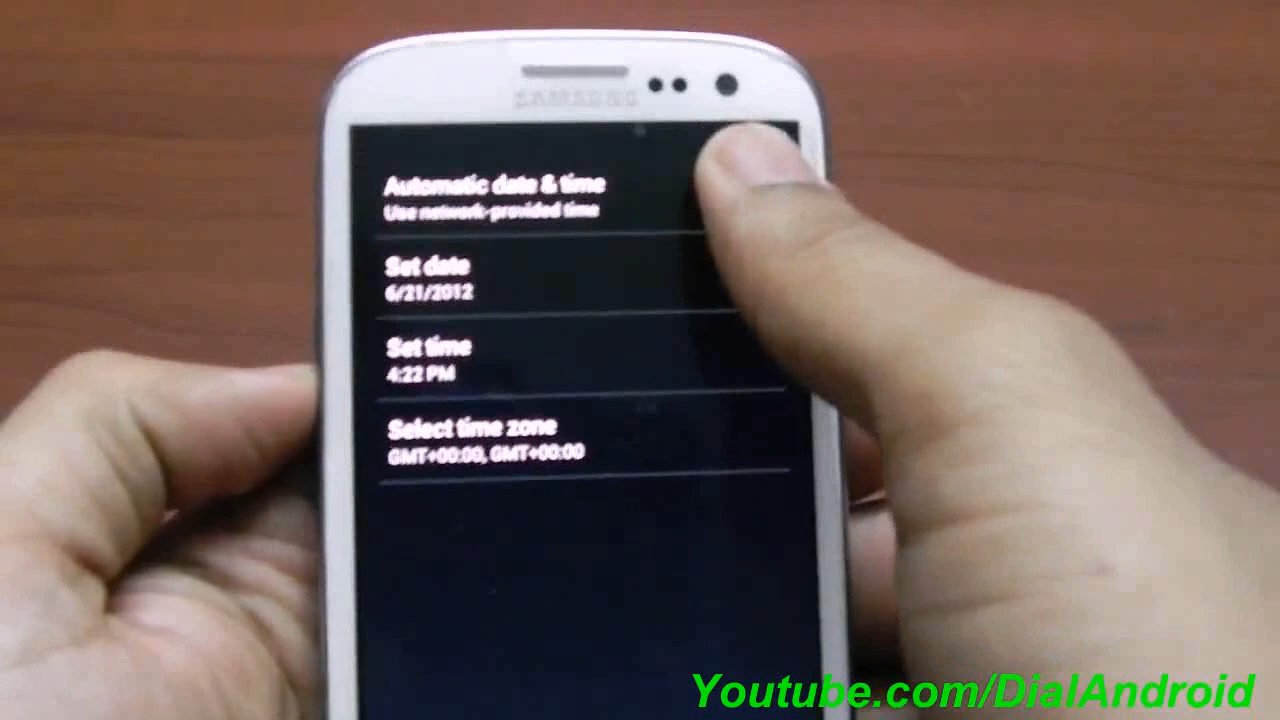 SAMSUNG
Automatic date & time
Use network-provided time
Set date
6/21/2012
Set time
4:22 PM
Select time zone
GMT+00:00, GMT+00:00
Youtube.com/DialAndroid